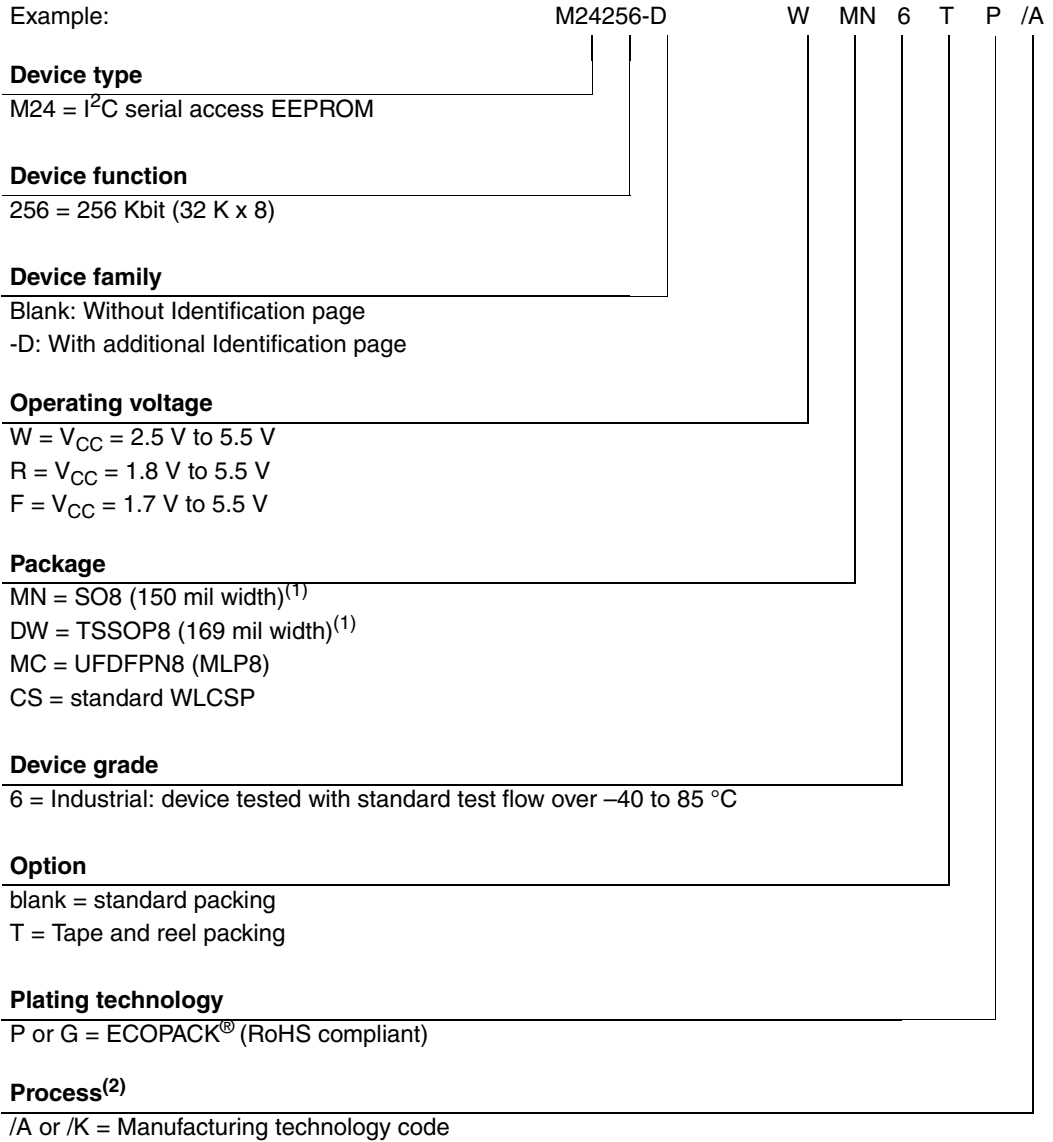 Example: M24256-D W MN 6 T P /A
Device type
M24 = I2C serial access EEPROM
Device function
256 = 256 Kbit (32 K x 8)
Device family
Blank: Without Identification page
-D: With additional Identification page
Operating voltage
W = VCC = 2.5 V to 5.5 V
R = VCC = 1.8 V to 5.5 V
F = VCC = 1.7 V to 5.5 V
Package
MN = SO8 (150 mil width)(1)
DW = TSSOP8 (169 mil width)(1)
MC = UFDFPN8 (MLP8)
CS = standard WLCSP
Device grade
6 = Industrial: device tested with standard test flow over –40 to 85 °C
Option
blank = standard packing
T = Tape and reel packing
Plating technology
P or G = ECOPACK® (RoHS compliant)
Process(2)
/A or /K = Manufacturing technology code